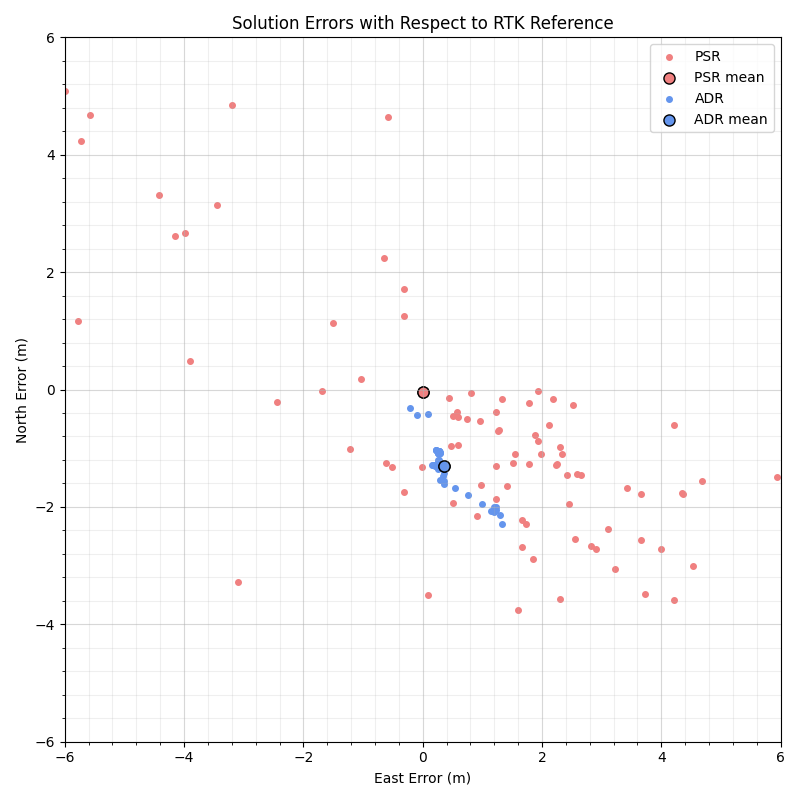 Solution Errors with Respect to RTK Reference
PSR
PSR mean
ADR
ADR mean
6
4
2
0
−2
−4
−6
North Error (m)
−6 −4 −2 0 2 4 6
East Error (m)